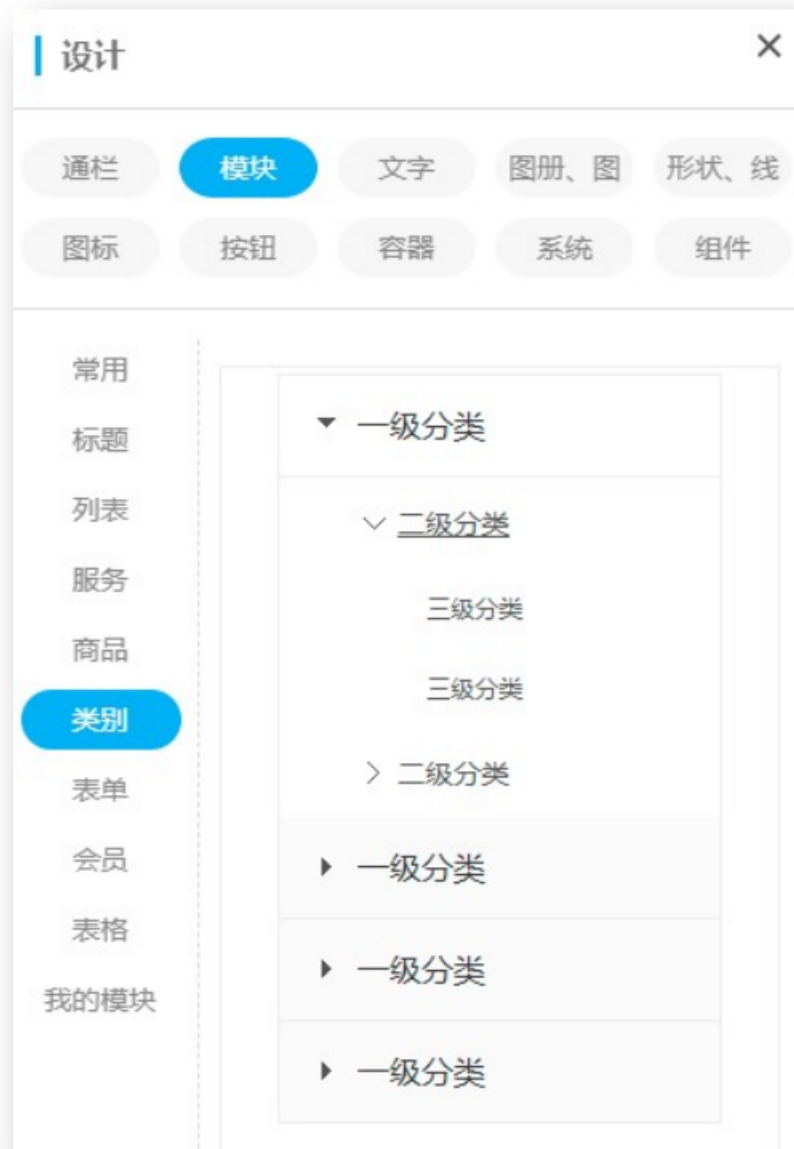 设计
通栏 模块 文字 图册、图 形状、线
图标 按钮 容器 系统 组件
常用
标题
列表
服务
商品
类别
表单
会员
表格
我的模块
一级分类
二级分类
三级分类
三级分类
二级分类
一级分类
一级分类
一级分类